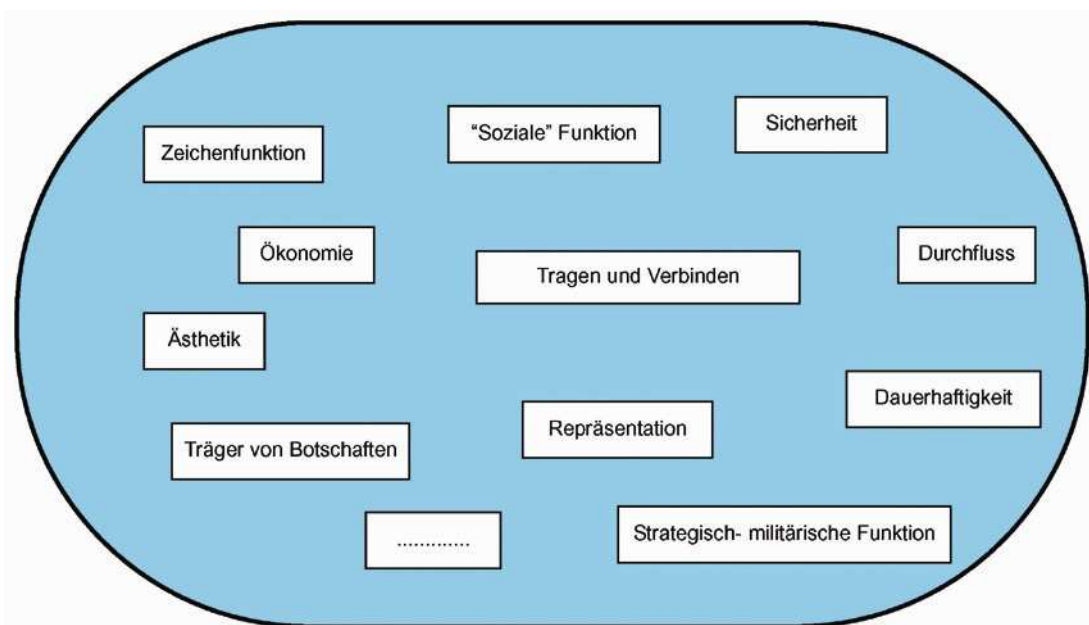 Zeichenfunktion
“Soziale” Funktion
Sicherheit
Ökonomie
Tragen und Verbinden
Durchfluss
Ästhetik
Dauerhaftigkeit
Träger von Botschaften
Repräsentation
.............
Strategisch- militärische Funktion